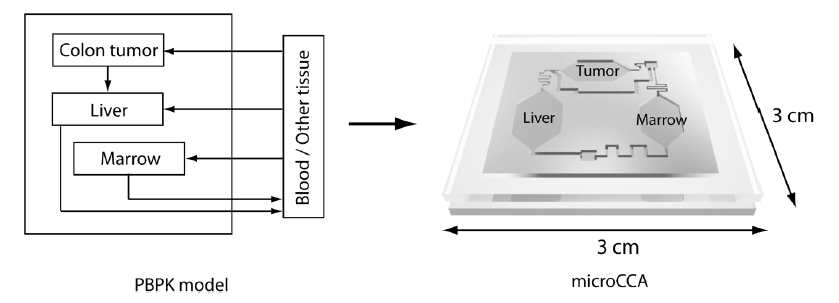 Colon tumor
Liver
Marrow
Blood / Other tissue
PBPK model
Tumor
Liver
Marrow
3 cm
3 cm
microCCA